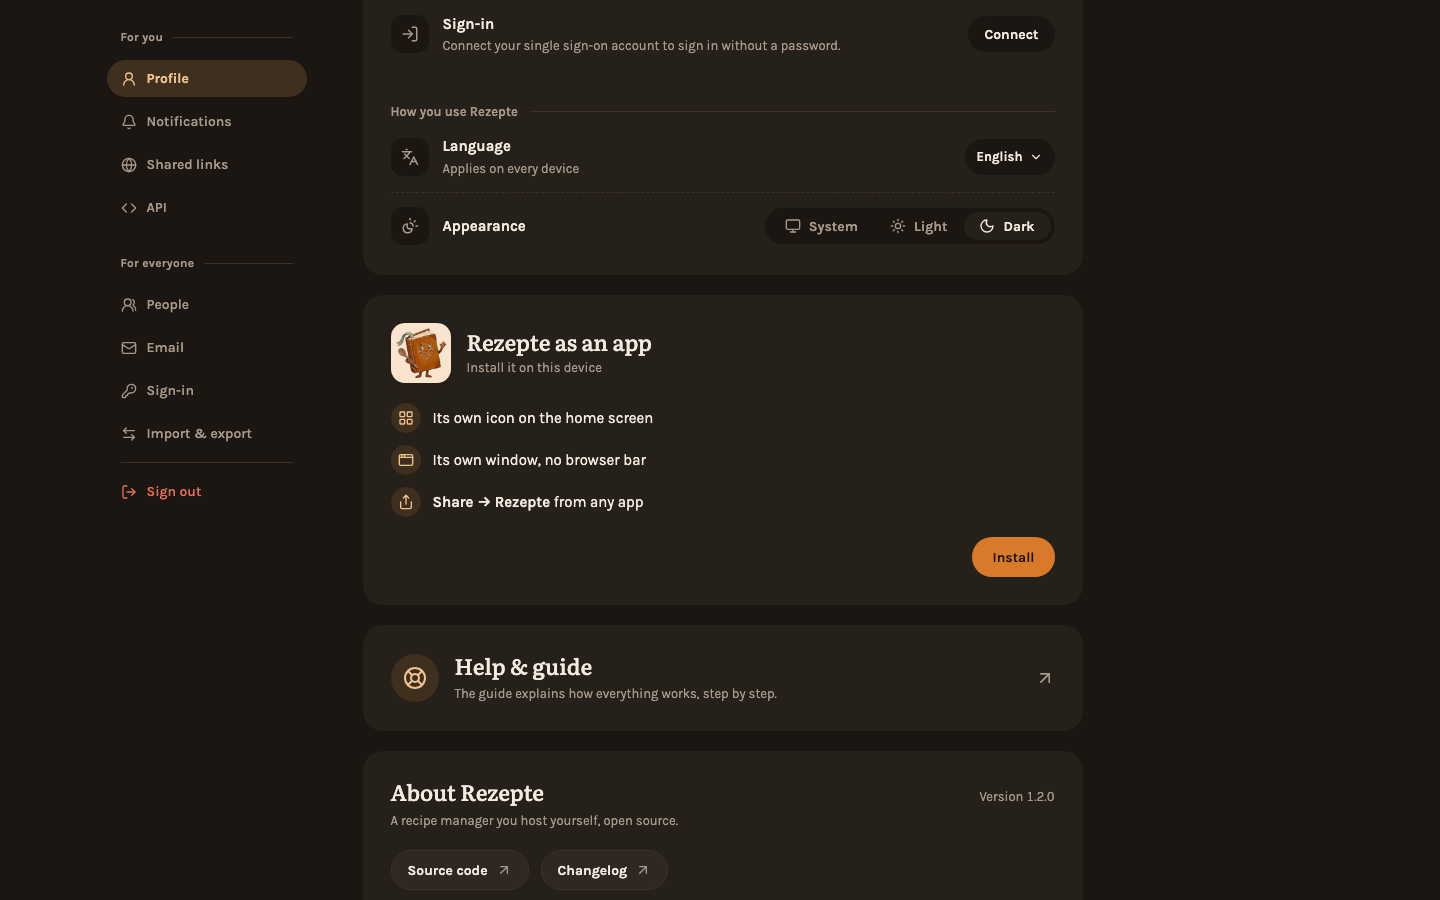 For you
Profile
Notifications
Shared links
API
For everyone
People
Email
Sign-in
Import & export
Sign out
Sign-in
Connect your single sign-on account to sign in without a password.
Connect
How you use Rezepte
Language
Applies on every device
English
Appearance
System
Light
Dark
Rezepte as an app
Install it on this device
Its own icon on the home screen
Its own window, no browser bar
Share → Rezepte from any app
Install
Help & guide
The guide explains how everything works, step by step.
About Rezepte
Version 1.2.0
A recipe manager you host yourself, open source.
Source code
Changelog